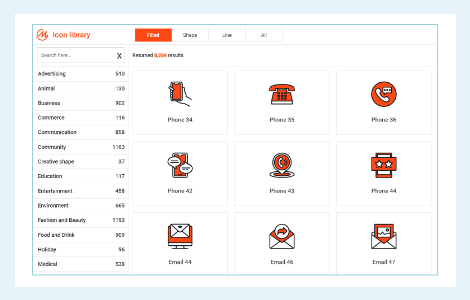 Icon library
Filled Shape Line All
Search here... X
Returned 8,284 results
Advertising 510
Animal 130
Business 902
Commerce 116
Communication 858
Community 1163
Creative shape 37
Education 117
Entertainment 458
Environment 665
Fashion and Beauty 1193
Food and Drink 909
Holiday 96
Medical 538
Phone 34 Phone 35 Phone 36
Phone 42 Phone 43 Phone 44
Email 44 Email 46 Email 47